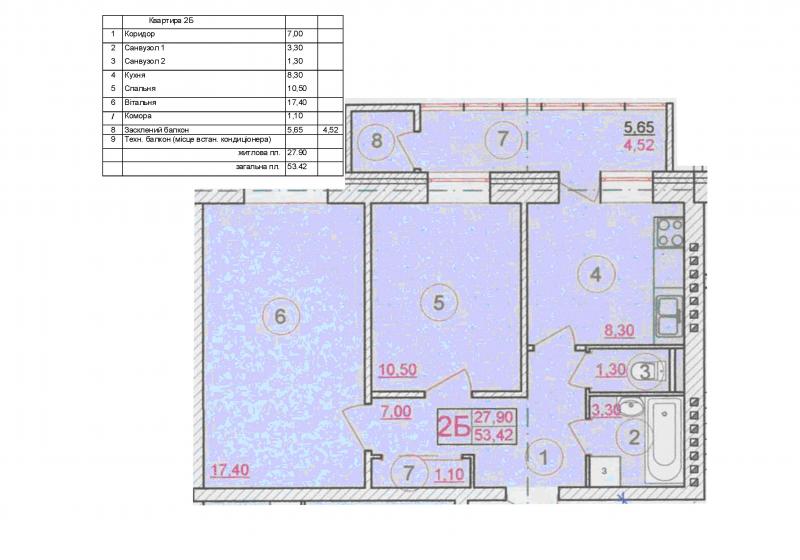 Квартира 2Б
1 Коридор 7,00
2 Санвузол 1 3,30
3 Санвузол 2 1,30
4 Кухня 8,30
5 Спальня 10,50
6 Вітальня 17,40
/ Комора 1,10
8 Засклений балкон 5,65 4,52
9 Техн. балкон (місце встан. кондиціонера)
житлова пл. 27.90
загальна пл. 53.42
8 7 5,65
4,52
6 5 4
8,30
10,50 1,30 3
7,00 2Б 27,90 3,30
53,42 2
1
17,40 7 1,10 3